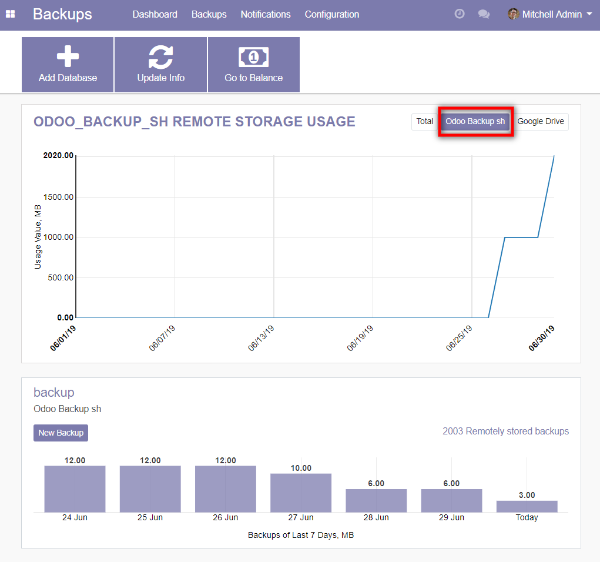 Backups Dashboard Backups Notifications Configuration Mitchell Admin
Add Database Update Info Go to Balance
ODOO_BACKUP_SH REMOTE STORAGE USAGE Total Odoo Backup sh Google Drive
2020.00
1500.00
1000.00
500.00
0.00
Usage Value, MB
06/01/19 06/07/19 06/13/19 06/19/19 06/25/19 06/30/19
backup
Odoo Backup sh
New Backup 2003 Remotely stored backups
12.00 12.00 12.00 10.00 6.00 6.00 3.00
24 Jun 25 Jun 26 Jun 27 Jun 28 Jun 29 Jun Today
Backups of Last 7 Days, MB